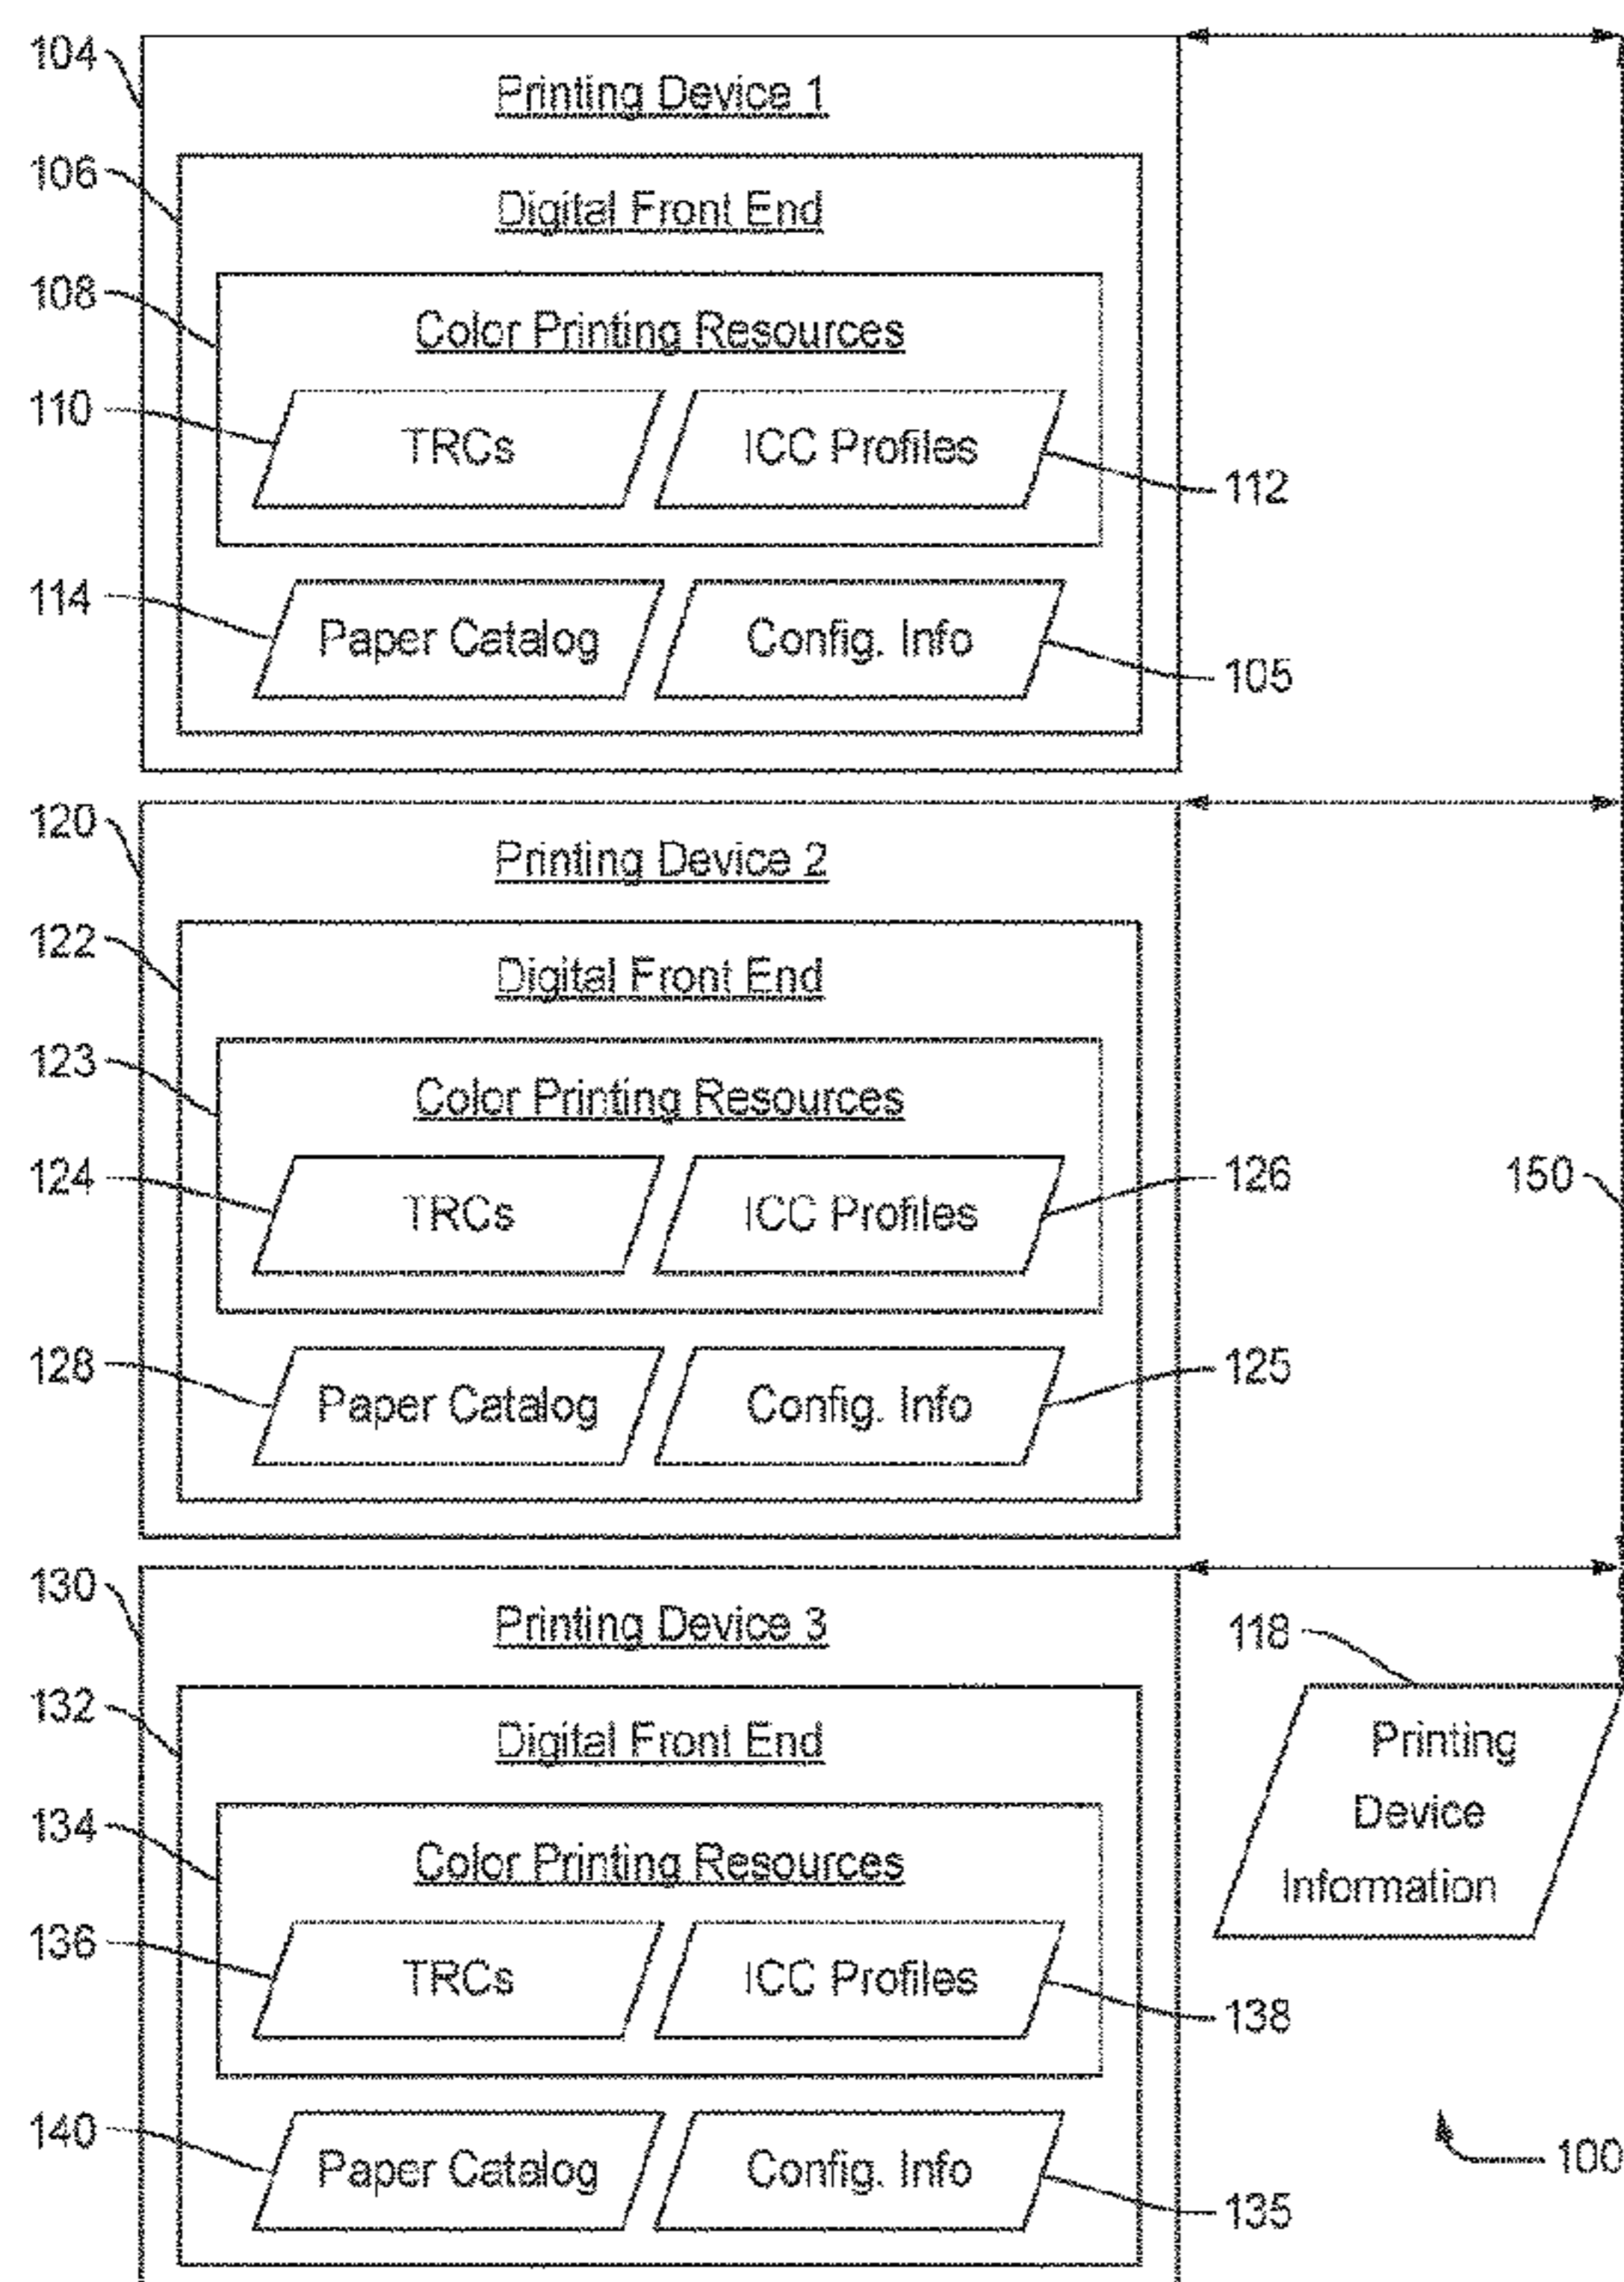 104
Printing Device 1
106
Digital Front End
108
Color Printing Resources
110
TRCs
ICC Profiles
112
114
Paper Catalog
Config. Info
105
120
Printing Device 2
122
Digital Front End
123
Color Printing Resources
124
TRCs
ICC Profiles
126
150
128
Paper Catalog
Config. Info
125
130
Printing Device 3
118
132
Digital Front End
Printing
Device
Information
134
Color Printing Resources
136
TRCs
ICC Profiles
138
140
Paper Catalog
Config. Info
135
100